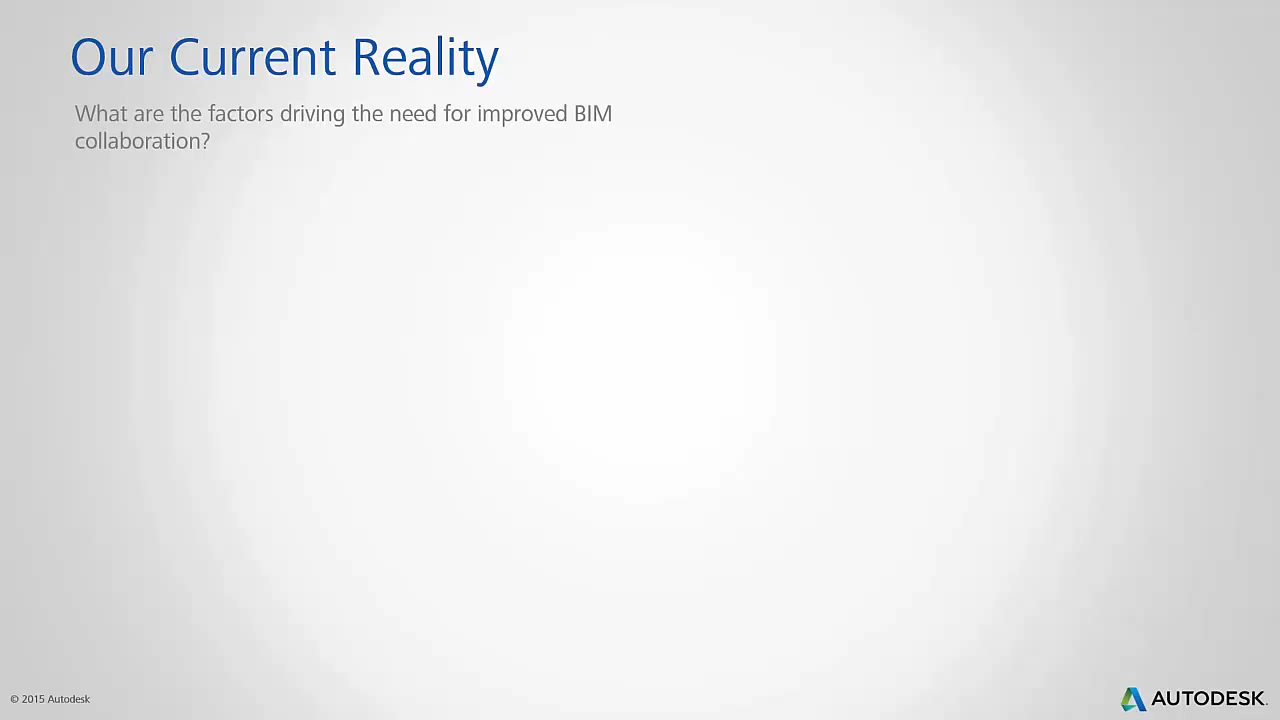 Our Current Reality
What are the factors driving the need for improved BIM
collaboration?
© 2015 Autodesk
AUTODESK.